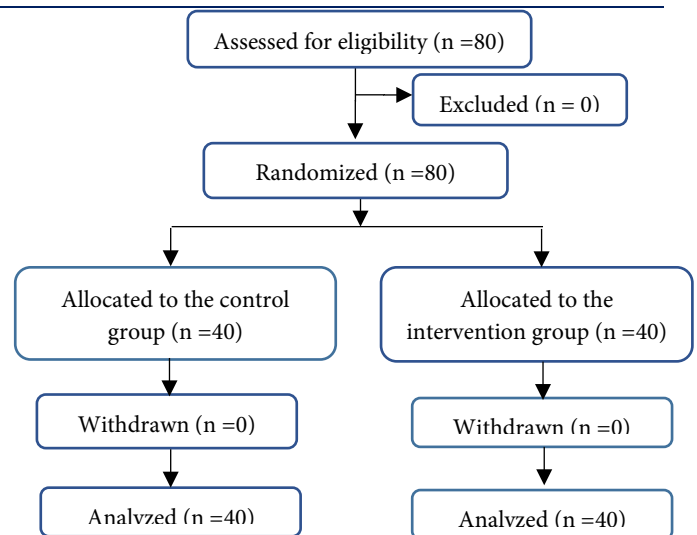 Assessed for eligibility (n =80)
Excluded (n = 0)
Randomized (n =80)
Allocated to the control
group (n =40)
Allocated to the
intervention group (n =40)
Withdrawn (n =0)
Withdrawn (n =0)
Analyzed (n =40)
Analyzed (n =40)